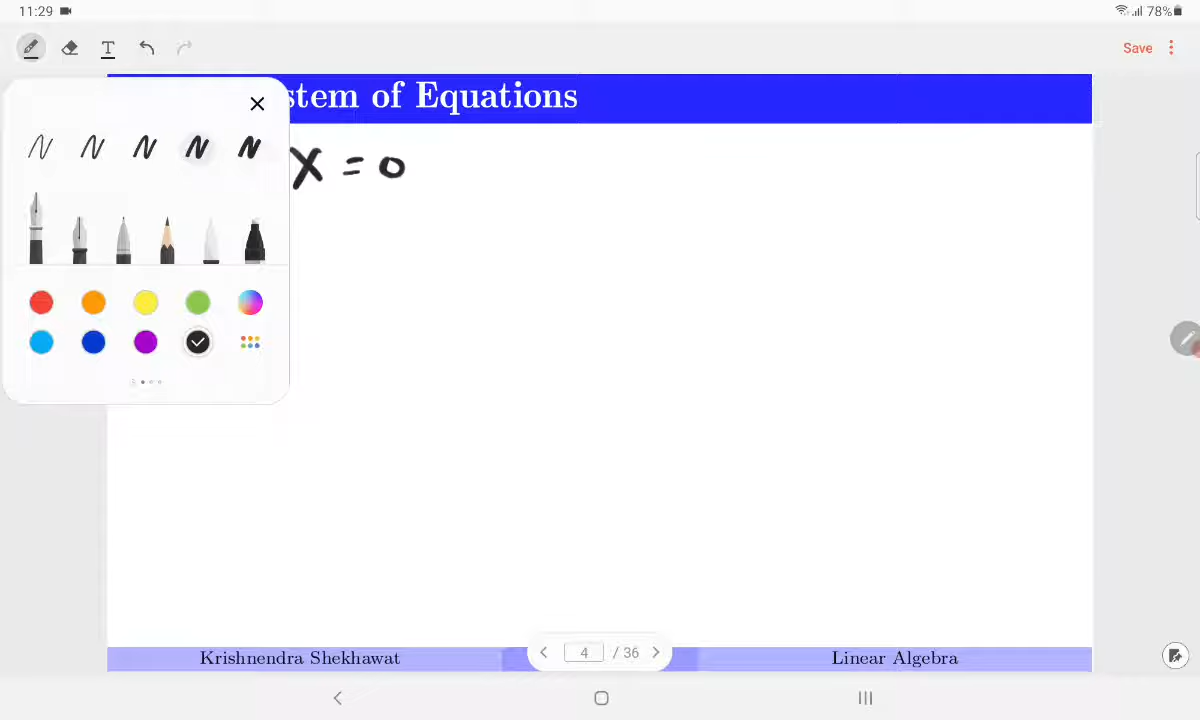 11:29
78%
Save
stem of Equations
X = 0
4 / 36
Krishnendra Shekhawat
Linear Algebra